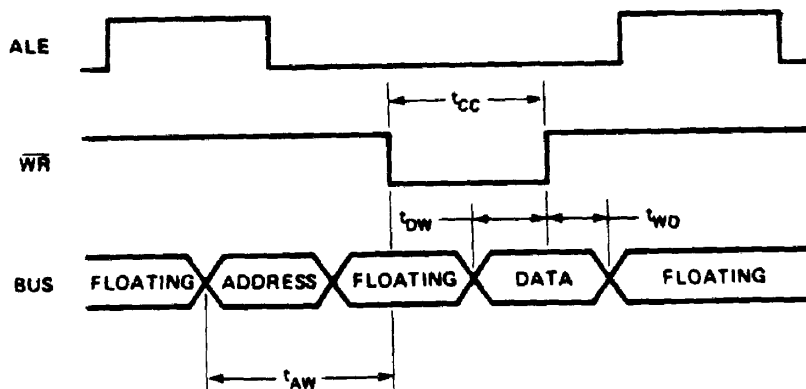 ALE
tCC
WR
tDW
tWD
BUS
FLOATING ADDRESS FLOATING DATA FLOATING
tAW